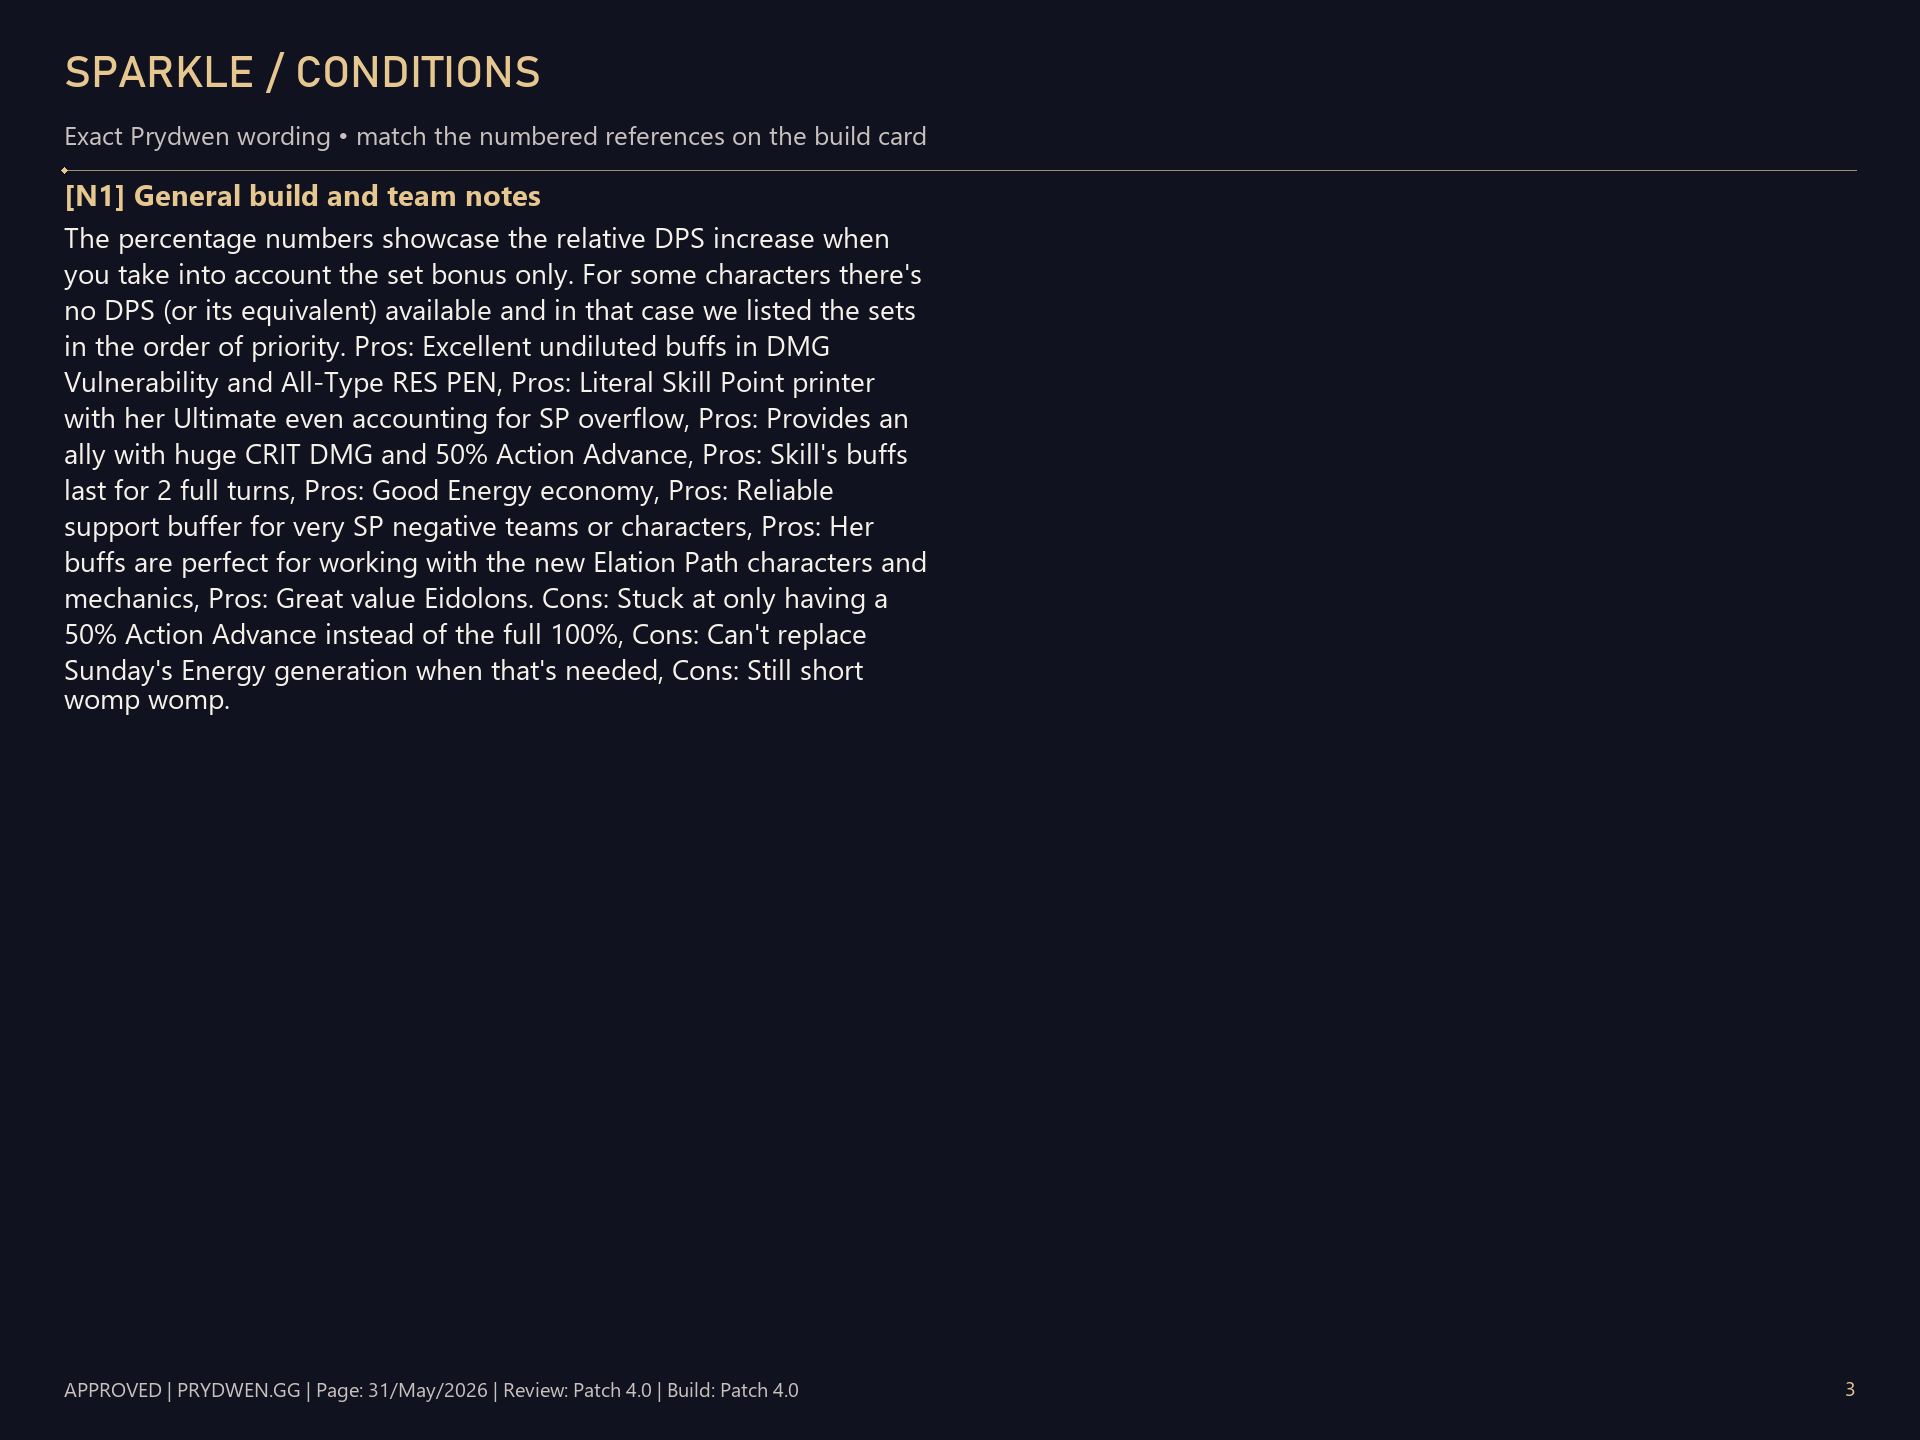 SPARKLE / CONDITIONS
Exact Prydwen wording • match the numbered references on the build card
[N1] General build and team notes
The percentage numbers showcase the relative DPS increase when
you take into account the set bonus only. For some characters there's
no DPS (or its equivalent) available and in that case we listed the sets
in the order of priority. Pros: Excellent undiluted buffs in DMG
Vulnerability and All-Type RES PEN, Pros: Literal Skill Point printer
with her Ultimate even accounting for SP overflow, Pros: Provides an
ally with huge CRIT DMG and 50% Action Advance, Pros: Skill's buffs
last for 2 full turns, Pros: Good Energy economy, Pros: Reliable
support buffer for very SP negative teams or characters, Pros: Her
buffs are perfect for working with the new Elation Path characters and
mechanics, Pros: Great value Eidolons. Cons: Stuck at only having a
50% Action Advance instead of the full 100%, Cons: Can't replace
Sunday's Energy generation when that's needed, Cons: Still short
womp womp.
APPROVED | PRYDWEN.GG | Page: 31/May/2026 | Review: Patch 4.0 | Build: Patch 4.0
3